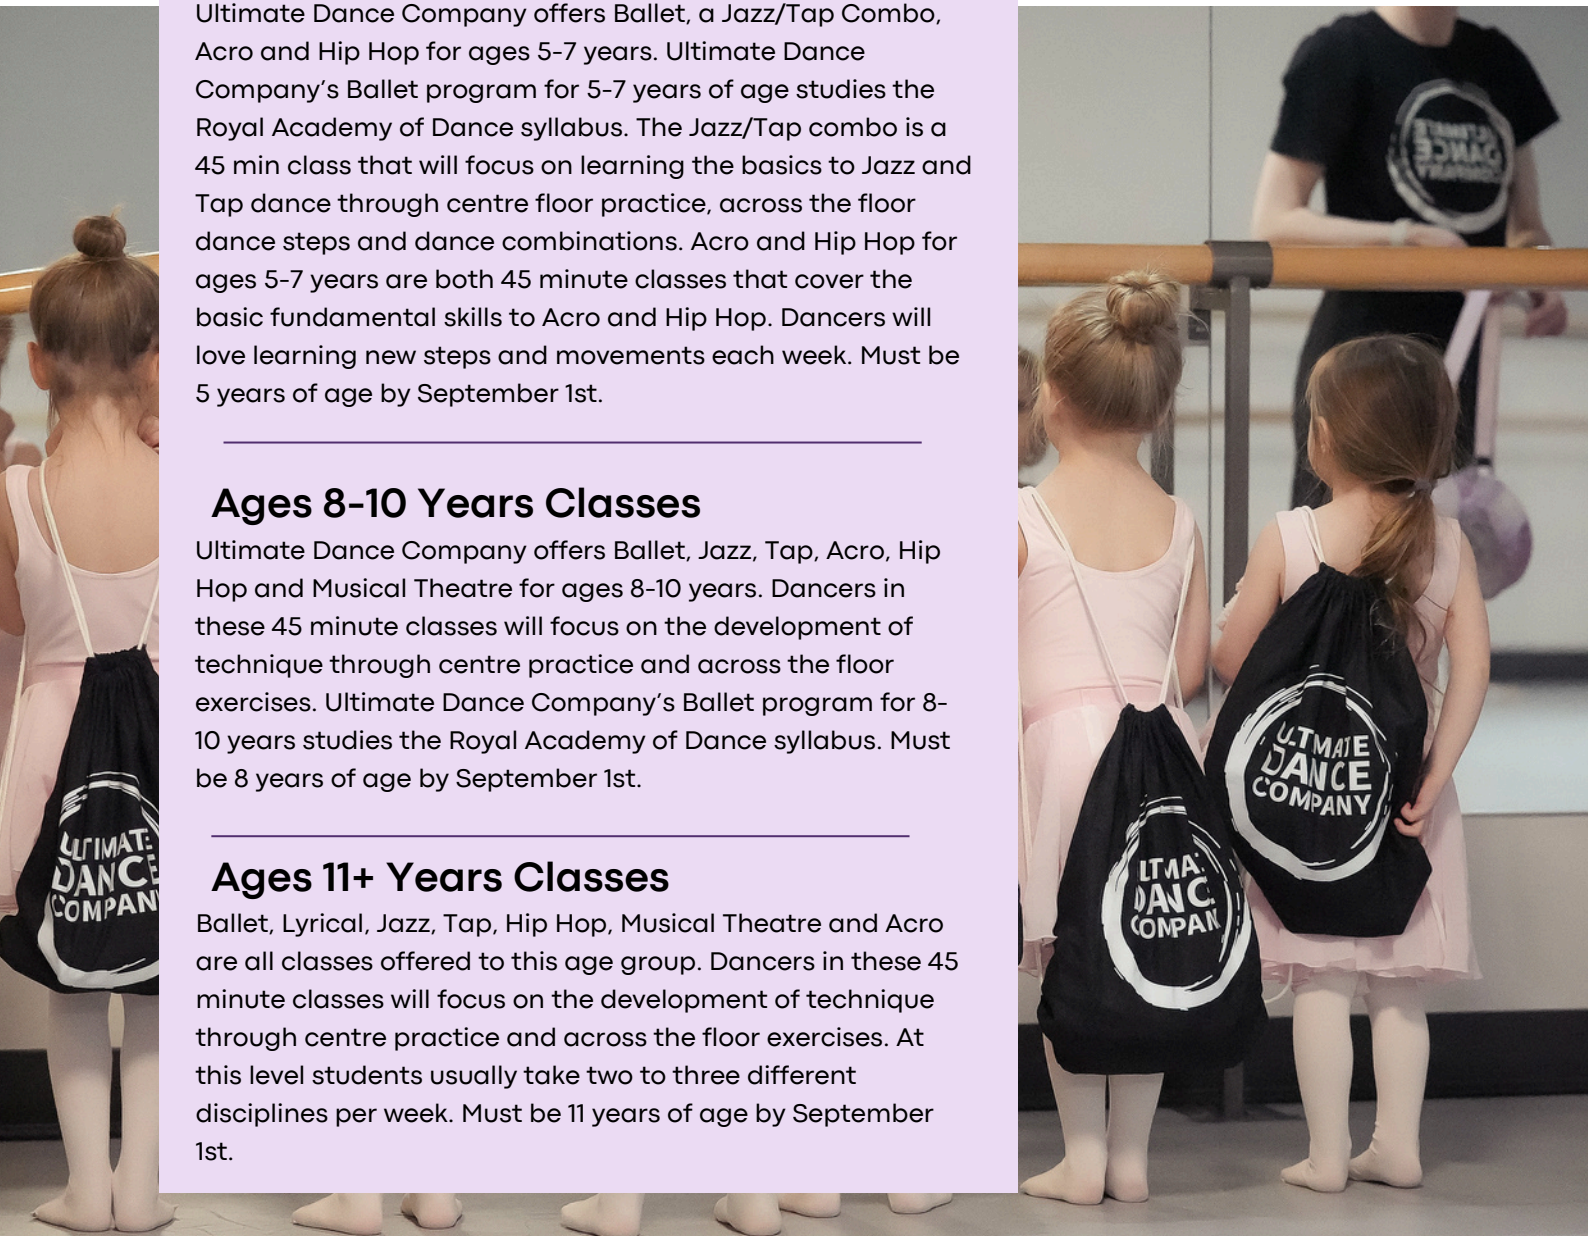 Ultimate Dance Company offers Ballet, a Jazz/Tap Combo,
Acro and Hip Hop for ages 5-7 years. Ultimate Dance
Company's Ballet program for 5-7 years of age studies the
Royal Academy of Dance syllabus. The Jazz/Tap combo is a
45 min class that will focus on learning the basics to Jazz and
Tap dance through centre floor practice, across the floor
dance steps and dance combinations. Acro and Hip Hop for
ages 5-7 years are both 45 minute classes that cover the
basic fundamental skills to Acro and Hip Hop. Dancers will
love learning new steps and movements each week. Must be
5 years of age by September 1st.
Ages 8-10 Years Classes
Ultimate Dance Company offers Ballet, Jazz, Tap, Acro, Hip
Hop and Musical Theatre for ages 8-10 years. Dancers in
these 45 minute classes will focus on the development of
technique through centre practice and across the floor
exercises. Ultimate Dance Company's Ballet program for 8-
10 years studies the Royal Academy of Dance syllabus. Must
be 8 years of age by September 1st.
Ages 11+ Years Classes
Ballet, Lyrical, Jazz, Tap, Hip Hop, Musical Theatre and Acro
are all classes offered to this age group. Dancers in these 45
minute classes will focus on the development of technique
through centre practice and across the floor exercises. At
this level students usually take two to three different
disciplines per week. Must be 11 years of age by September
1st.
ULTIMATE
DANCE
COMPANY
ULTIMATE
DANCE
COMPAN
ULTIMATE
DANCE
COMPANY
LTMA
DANC
COMPAN